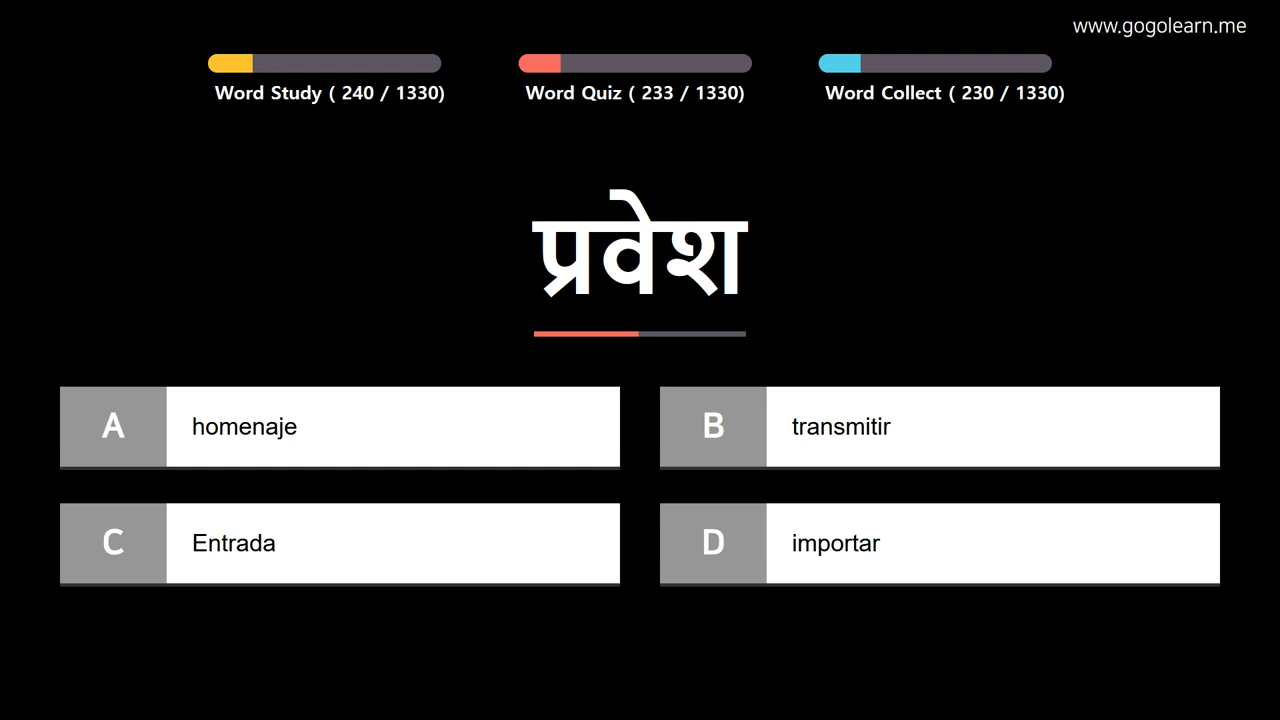 www.gogolearn.me
Word Study ( 240 / 1330)
Word Quiz ( 233 / 1330)
Word Collect ( 230 / 1330)
प्रवेश
A homenaje
B transmitir
C Entrada
D importar